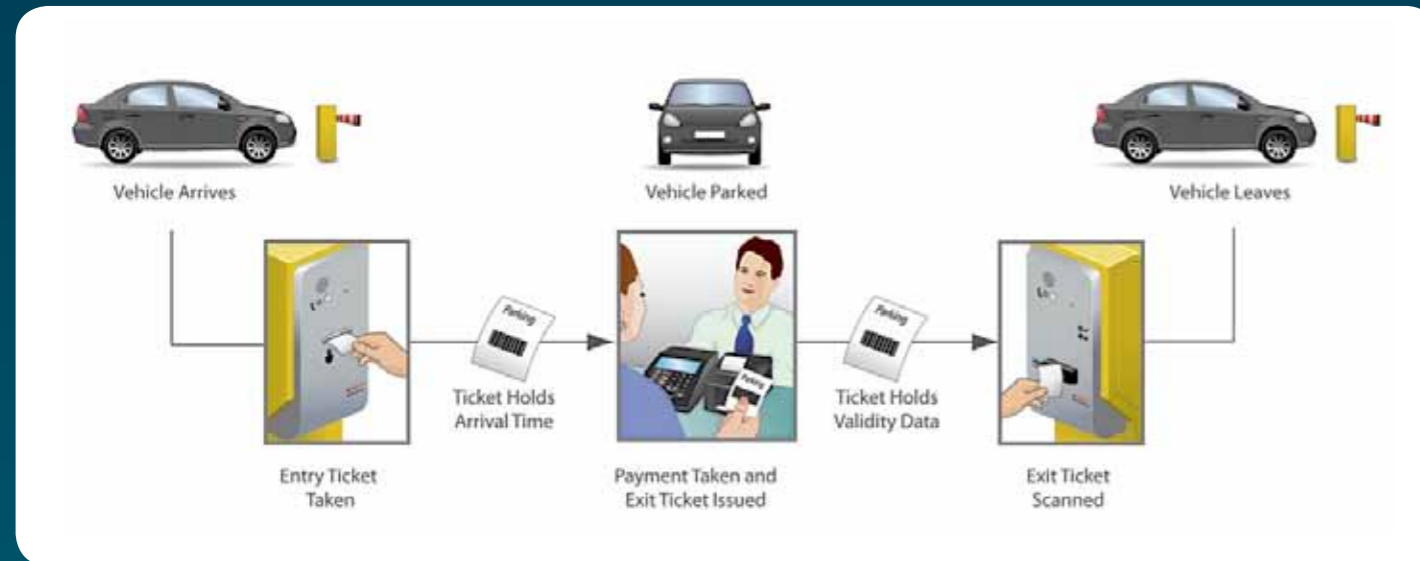 Vehicle Arrives
Vehicle Parked
Vehicle Leaves
Parking
Ticket Holds
Arrival Time
Parking
Parking
Ticket Holds
Validity Data
Entry Ticket
Taken
Payment Taken and
Exit Ticket Issued
Exit Ticket
Scanned